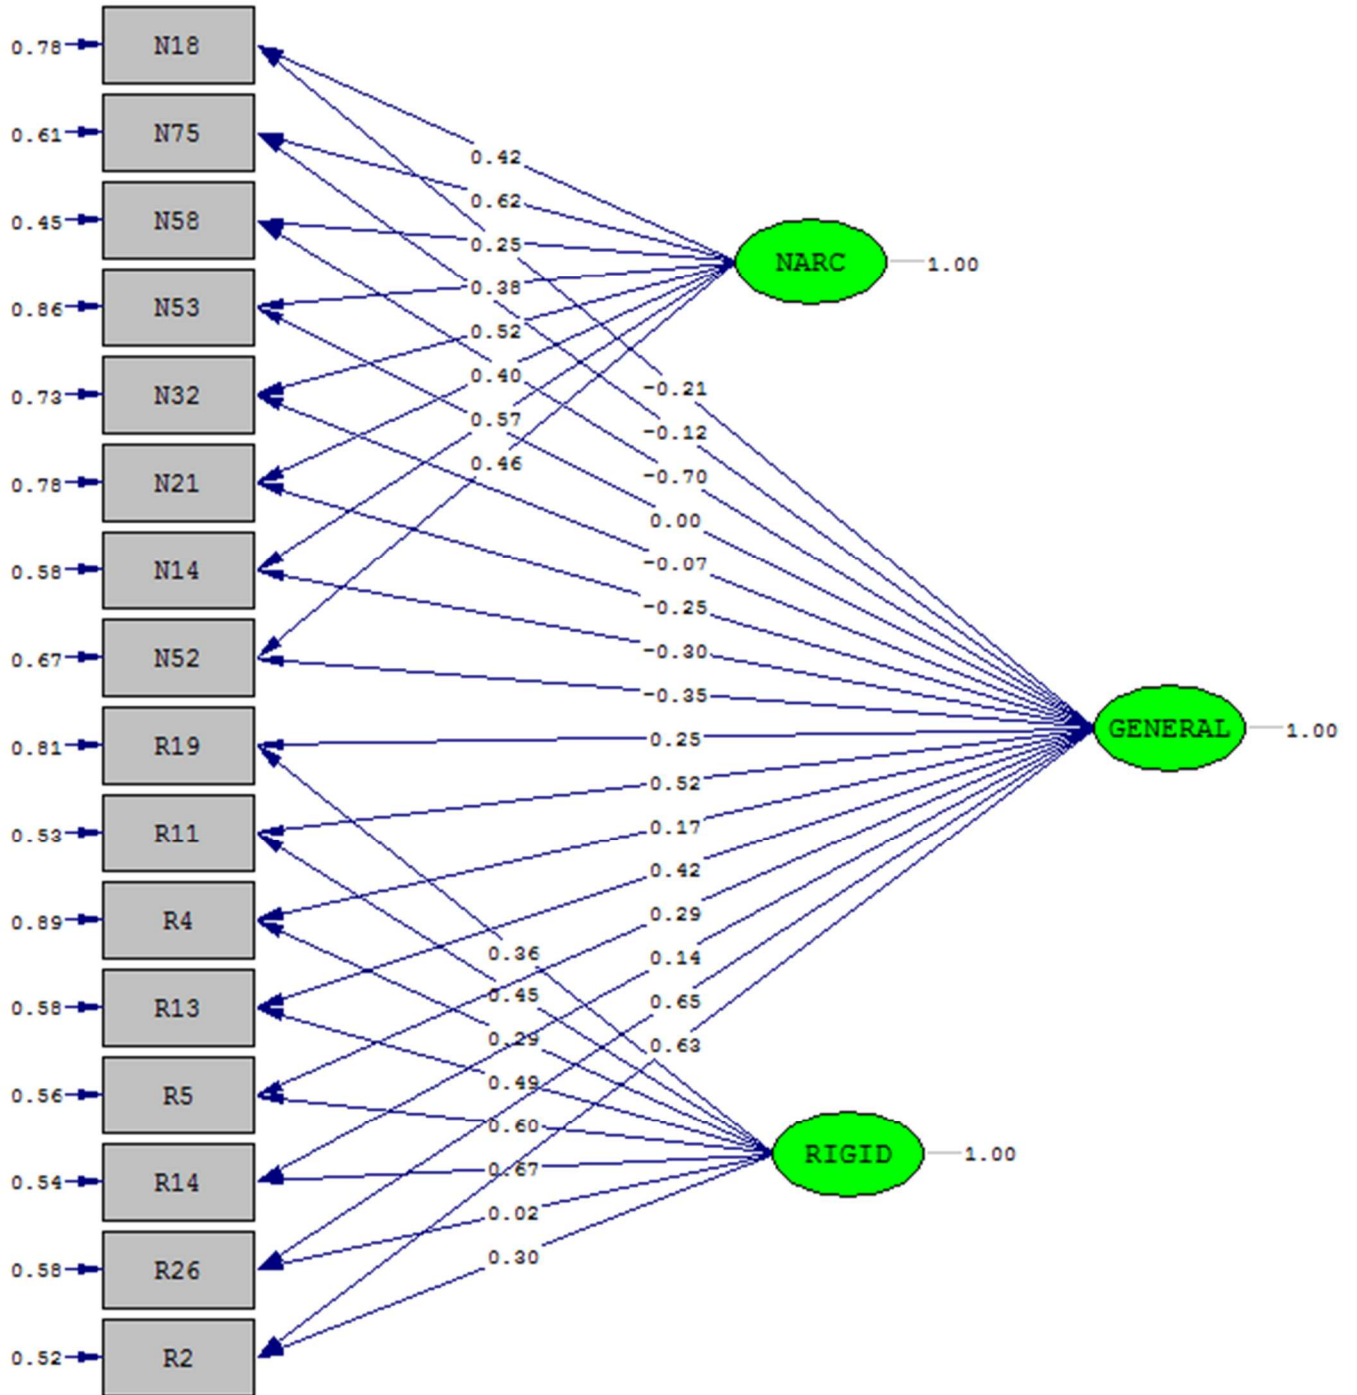 0.78 N18
0.42
0.61 N75
0.62
0.45 N58
0.25
NARC 1.00
0.38
0.86 N53
0.52
0.40
-0.21
0.73 N32
0.57
-0.12
0.46
-0.70
0.78 N21
0.00
-0.07
0.58 N14
-0.25
-0.30
0.67 N52
-0.35
GENERAL 1.00
0.25
0.81 R19
0.52
0.17
0.53 R11
0.42
0.29
0.89 R4
0.36
0.14
0.45
0.65
0.58 R13
0.29
0.63
0.49
0.56 R5
0.60
RIGID 1.00
0.67
0.54 R14
0.02
0.30
0.58 R26
0.52 R2